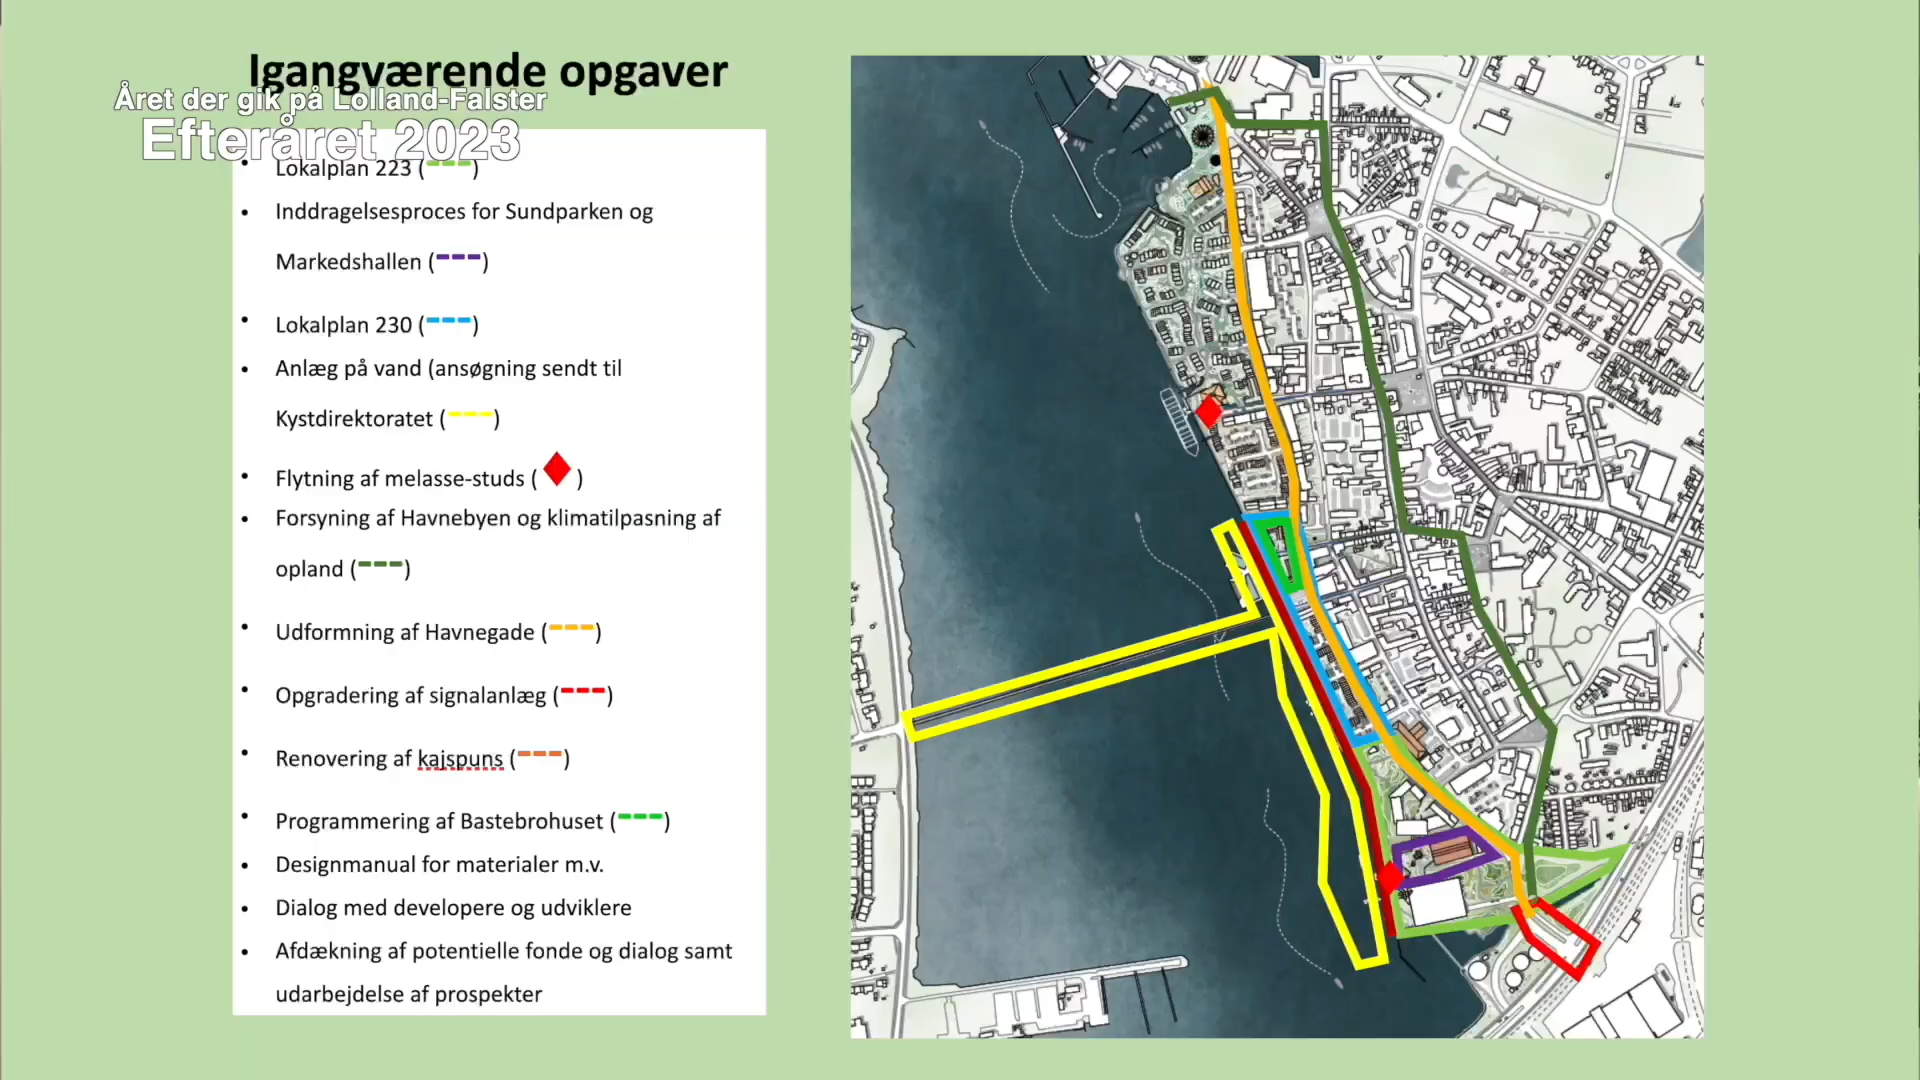 Igangværende opgaver
Året der gik på Lolland-Falster
Efteråret 2023
• Lokalplan 223 (---)
• Inddragelsesproces for Sundparken og
Markedshallen (---)
• Lokalplan 230 (---)
• Anlæg på vand (ansøgning sendt til
Kystdirektoratet (---)
• Flytning af melasse-studs (♦)
• Forsyning af Havnebyen og klimatilpasning af
opland (---)
• Udformning af Havnegade (---)
• Opgradering af signalanlæg (---)
• Renovering af kajspuns (---)
• Programmering af Bastebrohuset (---)
• Designmanual for materialer m.v.
• Dialog med developere og udviklere
• Afdækning af potentielle fonde og dialog samt
udarbejdelse af prospekter